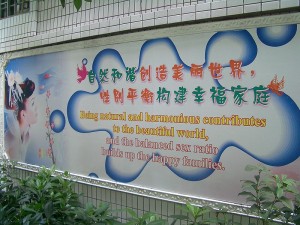 自然和谐创造美丽世界，
性别平衡构建幸福家庭
Being natural and harmonious contributes
to the beautiful world,
and the balanced sex ratio
builds up the happy families.